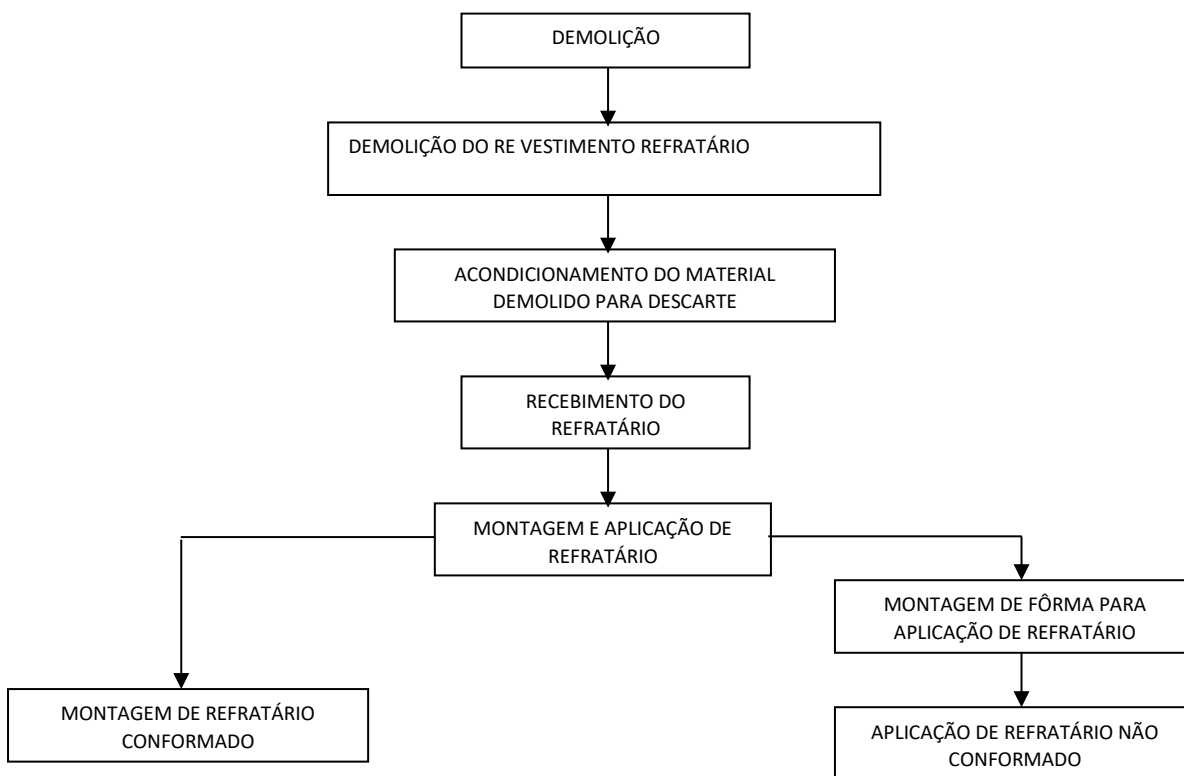 DEMOLIÇÃO
DEMOLIÇÃO DO RE VESTIMENTO REFRATÁRIO
ACONDICIONAMENTO DO MATERIAL
DEMOLIDO PARA DESCARTE
RECEBIMENTO DO
REFRATÁRIO
MONTAGEM E APLICAÇÃO DE
REFRATÁRIO
MONTAGEM DE FÔRMA PARA
APLICAÇÃO DE REFRATÁRIO
MONTAGEM DE REFRATÁRIO
CONFORMADO
APLICAÇÃO DE REFRATÁRIO NÃO
CONFORMADO